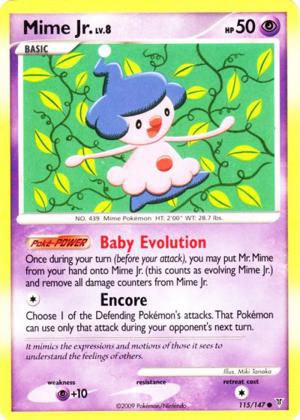 Mime Jr. LV.8 HP 50
BASIC
NO. 439 Mime Pokémon HT: 2'00" WT: 28.7 lbs.
Poké-POWER Baby Evolution
Once during your turn (before your attack), you may put Mr. Mime
from your hand onto Mime Jr. (this counts as evolving Mime Jr.)
and remove all damage counters from Mime Jr.
Encore
Choose 1 of the Defending Pokémon's attacks. That Pokémon
can use only that attack during your opponent's next turn.
It mimics the expressions and motions of those it sees to
understand the feelings of others.
Illus. Miki Tanaka
weakness resistance retreat cost
+10
©2009 Pokémon/Nintendo
115/147